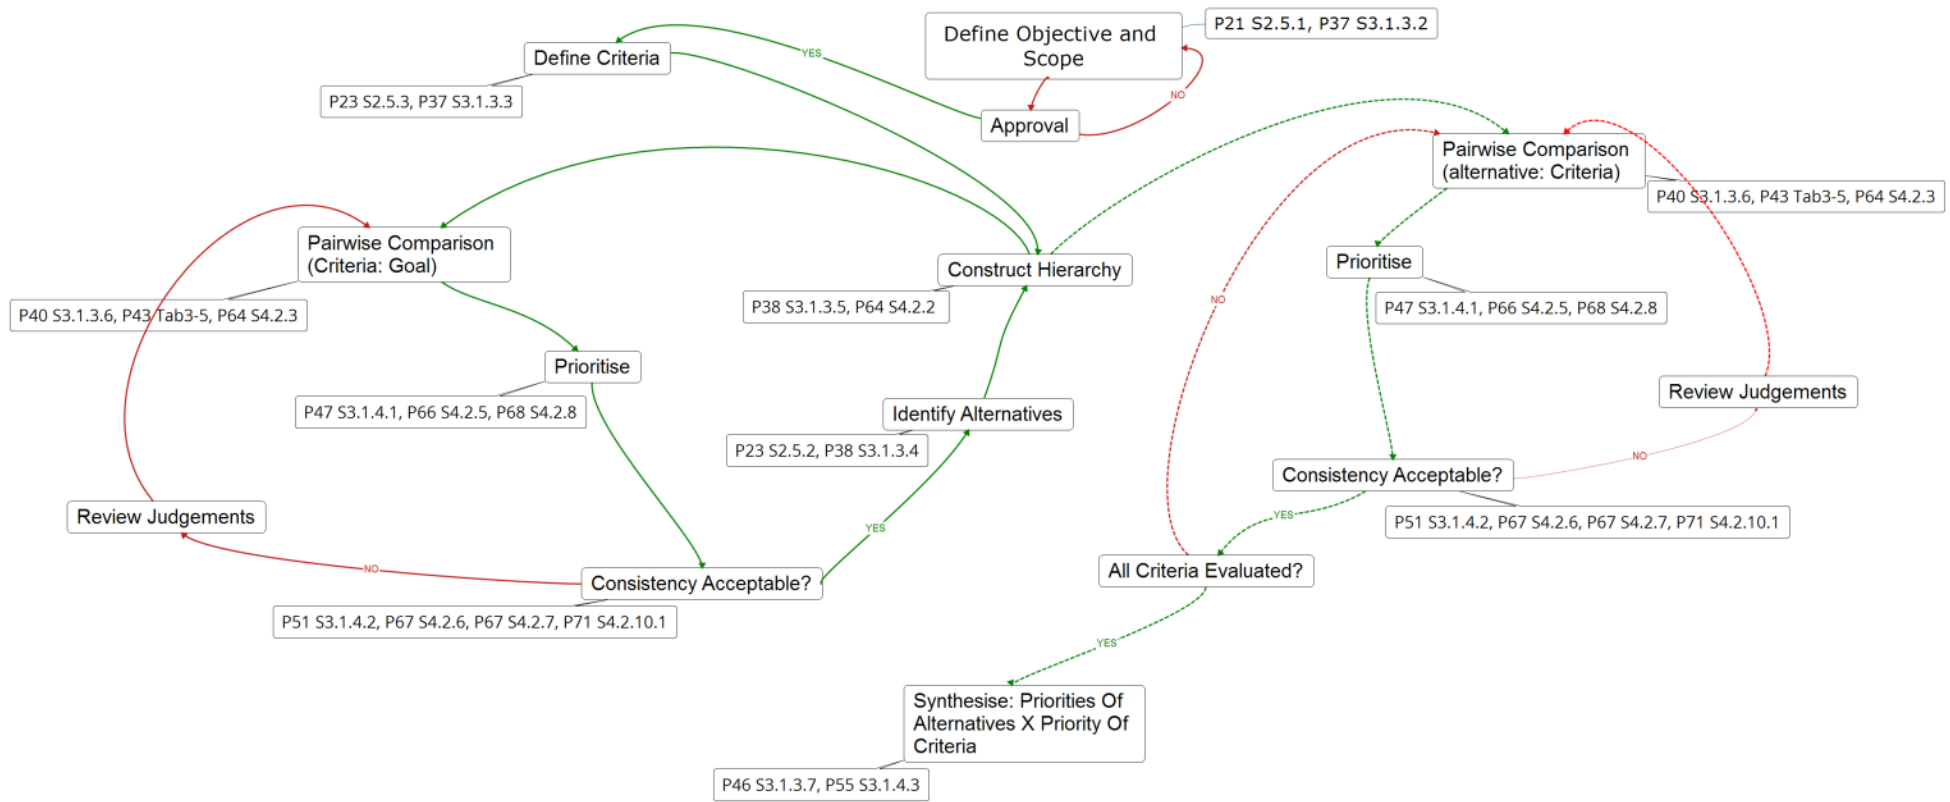 Define Objective and
Scope
P21 S2.5.1, P37 S3.1.3.2
YES
Define Criteria
P23 S2.5.3, P37 S3.1.3.3
NO
Approval
Pairwise Comparison
(alternative: Criteria)
P40 S3.1.3.6, P43 Tab3-5, P64 S4.2.3
Pairwise Comparison
(Criteria: Goal)
P40 S3.1.3.6, P43 Tab3-5, P64 S4.2.3
Construct Hierarchy
P38 S3.1.3.5, P64 S4.2.2
Prioritise
P47 S3.1.4.1, P66 S4.2.5, P68 S4.2.8
NO
Prioritise
P47 S3.1.4.1, P66 S4.2.5, P68 S4.2.8
Identify Alternatives
P23 S2.5.2, P38 S3.1.3.4
Review Judgements
NO
Consistency Acceptable?
P51 S3.1.4.2, P67 S4.2.6, P67 S4.2.7, P71 S4.2.10.1
YES
Review Judgements
YES
NO
Consistency Acceptable?
P51 S3.1.4.2, P67 S4.2.6, P67 S4.2.7, P71 S4.2.10.1
All Criteria Evaluated?
YES
Synthesise: Priorities Of
Alternatives X Priority Of
Criteria
P46 S3.1.3.7, P55 S3.1.4.3